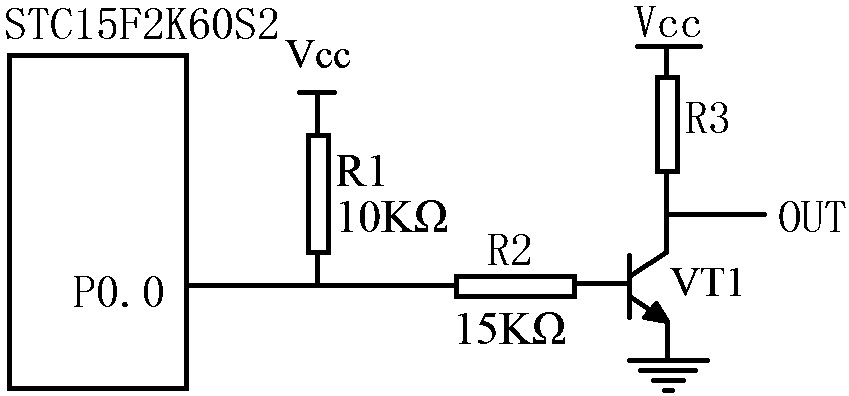 STC15F2K60S2
Vcc
Vcc
R1
10KΩ
R3
P0.0
R2
15KΩ
VT1
OUT